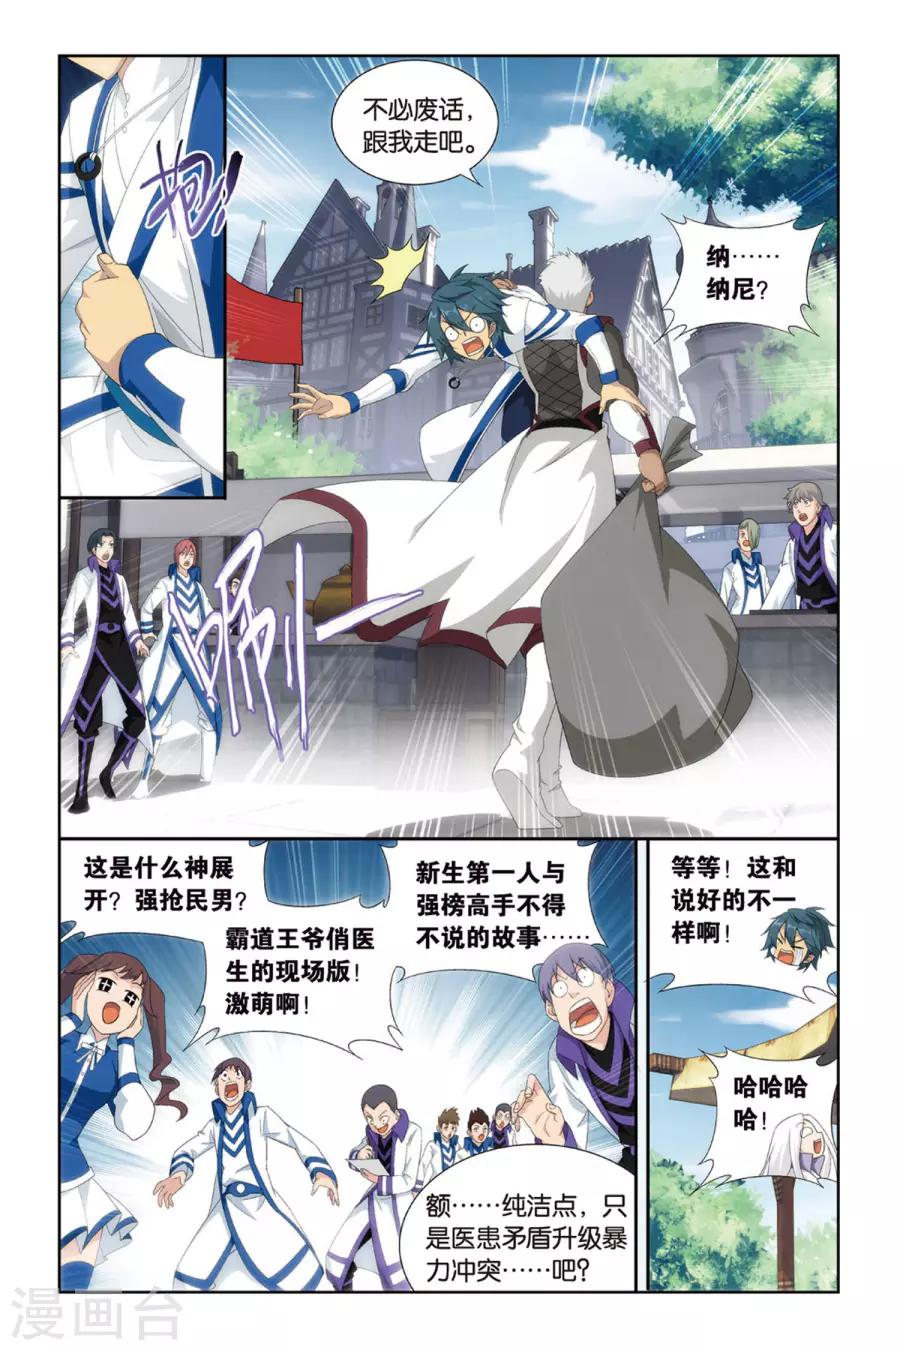 抱!
不必废话，
跟我走吧。
纳……
纳尼？
唰一
这是什么神展
开？强抢民男？
霸道王爷俏医
生的现场版！
激萌啊！
新生第一人与
强榜高手不得
不说的故事……
额……纯洁点，只
是医患矛盾升级暴
力冲突……吧？
等等！这和
说好的不一
样啊！
哈哈哈
哈！
漫画台